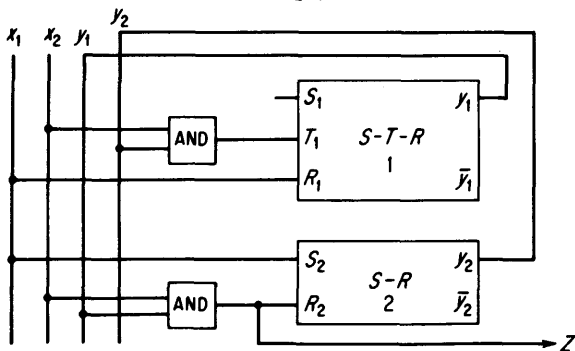 x₁ x₂ y₁ y₂
S₁ y₁
AND T₁ S-T-R
1
R₁ ȳ₁
S₂ y₂
AND S-R
R₂ 2 ȳ₂
Z